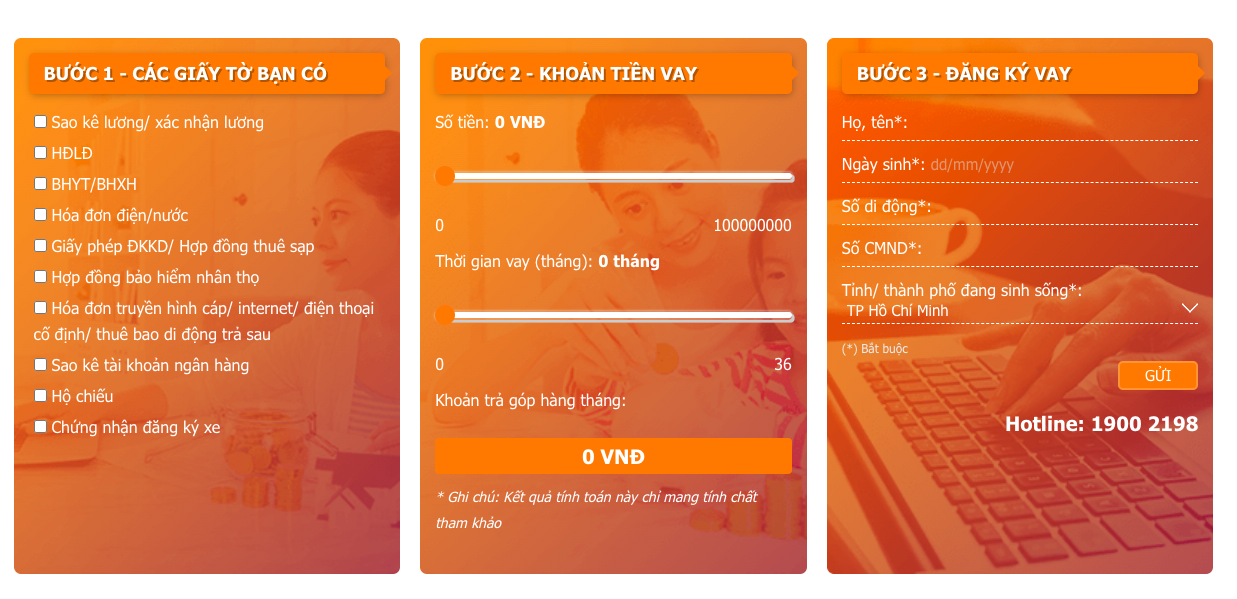 BƯỚC 1 - CÁC GIẤY TỜ BẠN CÓ
Sao kê lương/ xác nhận lương
HĐLĐ
BHYT/BHXH
Hóa đơn điện/nước
Giấy phép ĐKKD/ Hợp đồng thuê sạp
Hợp đồng bảo hiểm nhân thọ
Hóa đơn truyền hình cáp/ internet/ điện thoại
cố định/ thuê bao di động trả sau
Sao kê tài khoản ngân hàng
Hộ chiếu
Chứng nhận đăng ký xe
BƯỚC 2 - KHOẢN TIỀN VAY
Số tiền: 0 VNĐ
0 100000000
Thời gian vay (tháng): 0 tháng
0 36
Khoản trả góp hàng tháng:
0 VNĐ
* Ghi chú: Kết quả tính toán này chỉ mang tính chất
tham khảo
BƯỚC 3 - ĐĂNG KÝ VAY
Họ, tên*:
Ngày sinh*: dd/mm/yyyy
Số di động*:
Số CMND*:
Tỉnh/ thành phố đang sinh sống*:
TP Hồ Chí Minh
(*) Bắt buộc
GỬI
Hotline: 1900 2198